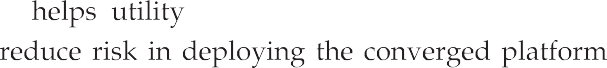 helps utility
reduce risk in deploying the converged platform